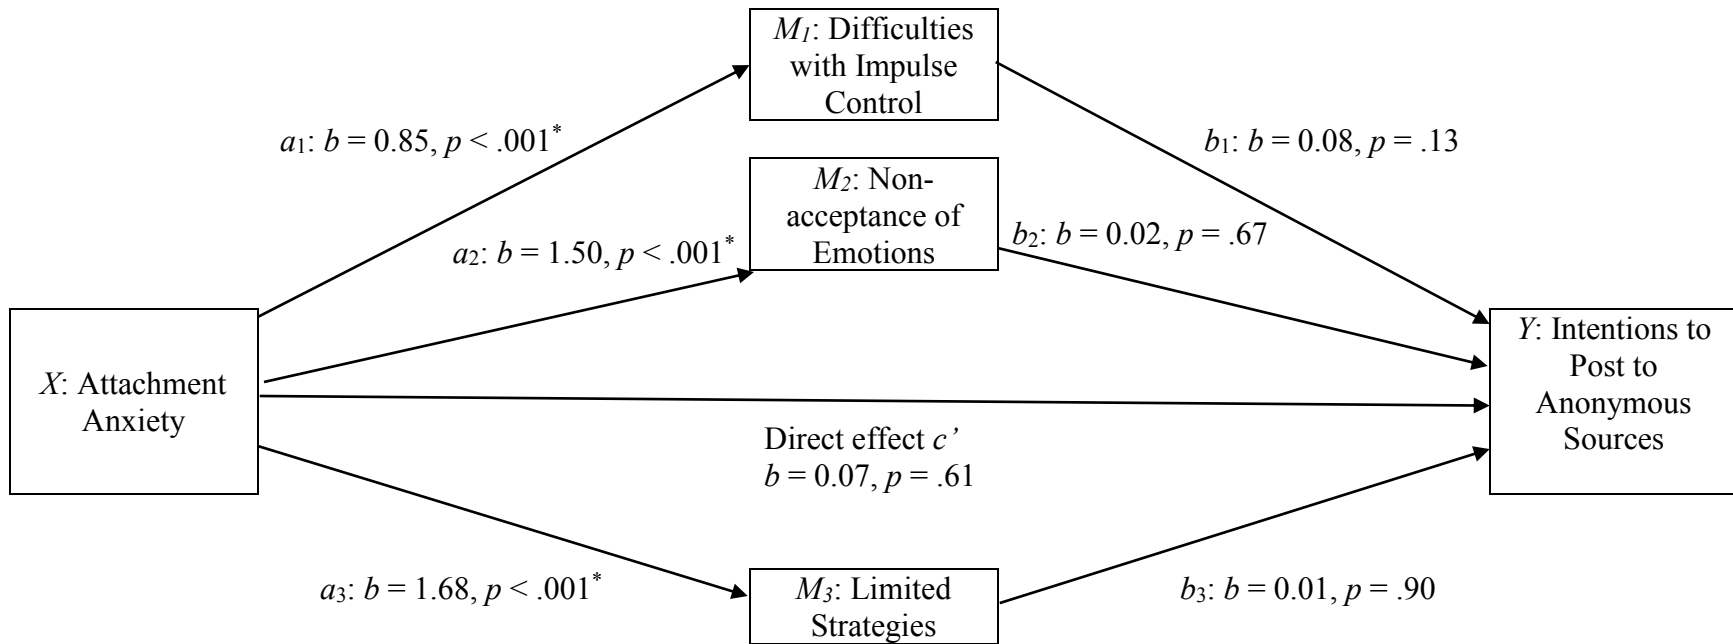 M₁: Difficulties
with Impulse
Control
a₁: b = 0.85, p < .001*
b₁: b = 0.08, p = .13
M₂: Non-
acceptance of
Emotions
a₂: b = 1.50, p < .001*
b₂: b = 0.02, p = .67
X: Attachment
Anxiety
Y: Intentions to
Post to
Anonymous
Sources
Direct effect c’
b = 0.07, p = .61
a₃: b = 1.68, p < .001*
M₃: Limited
Strategies
b₃: b = 0.01, p = .90